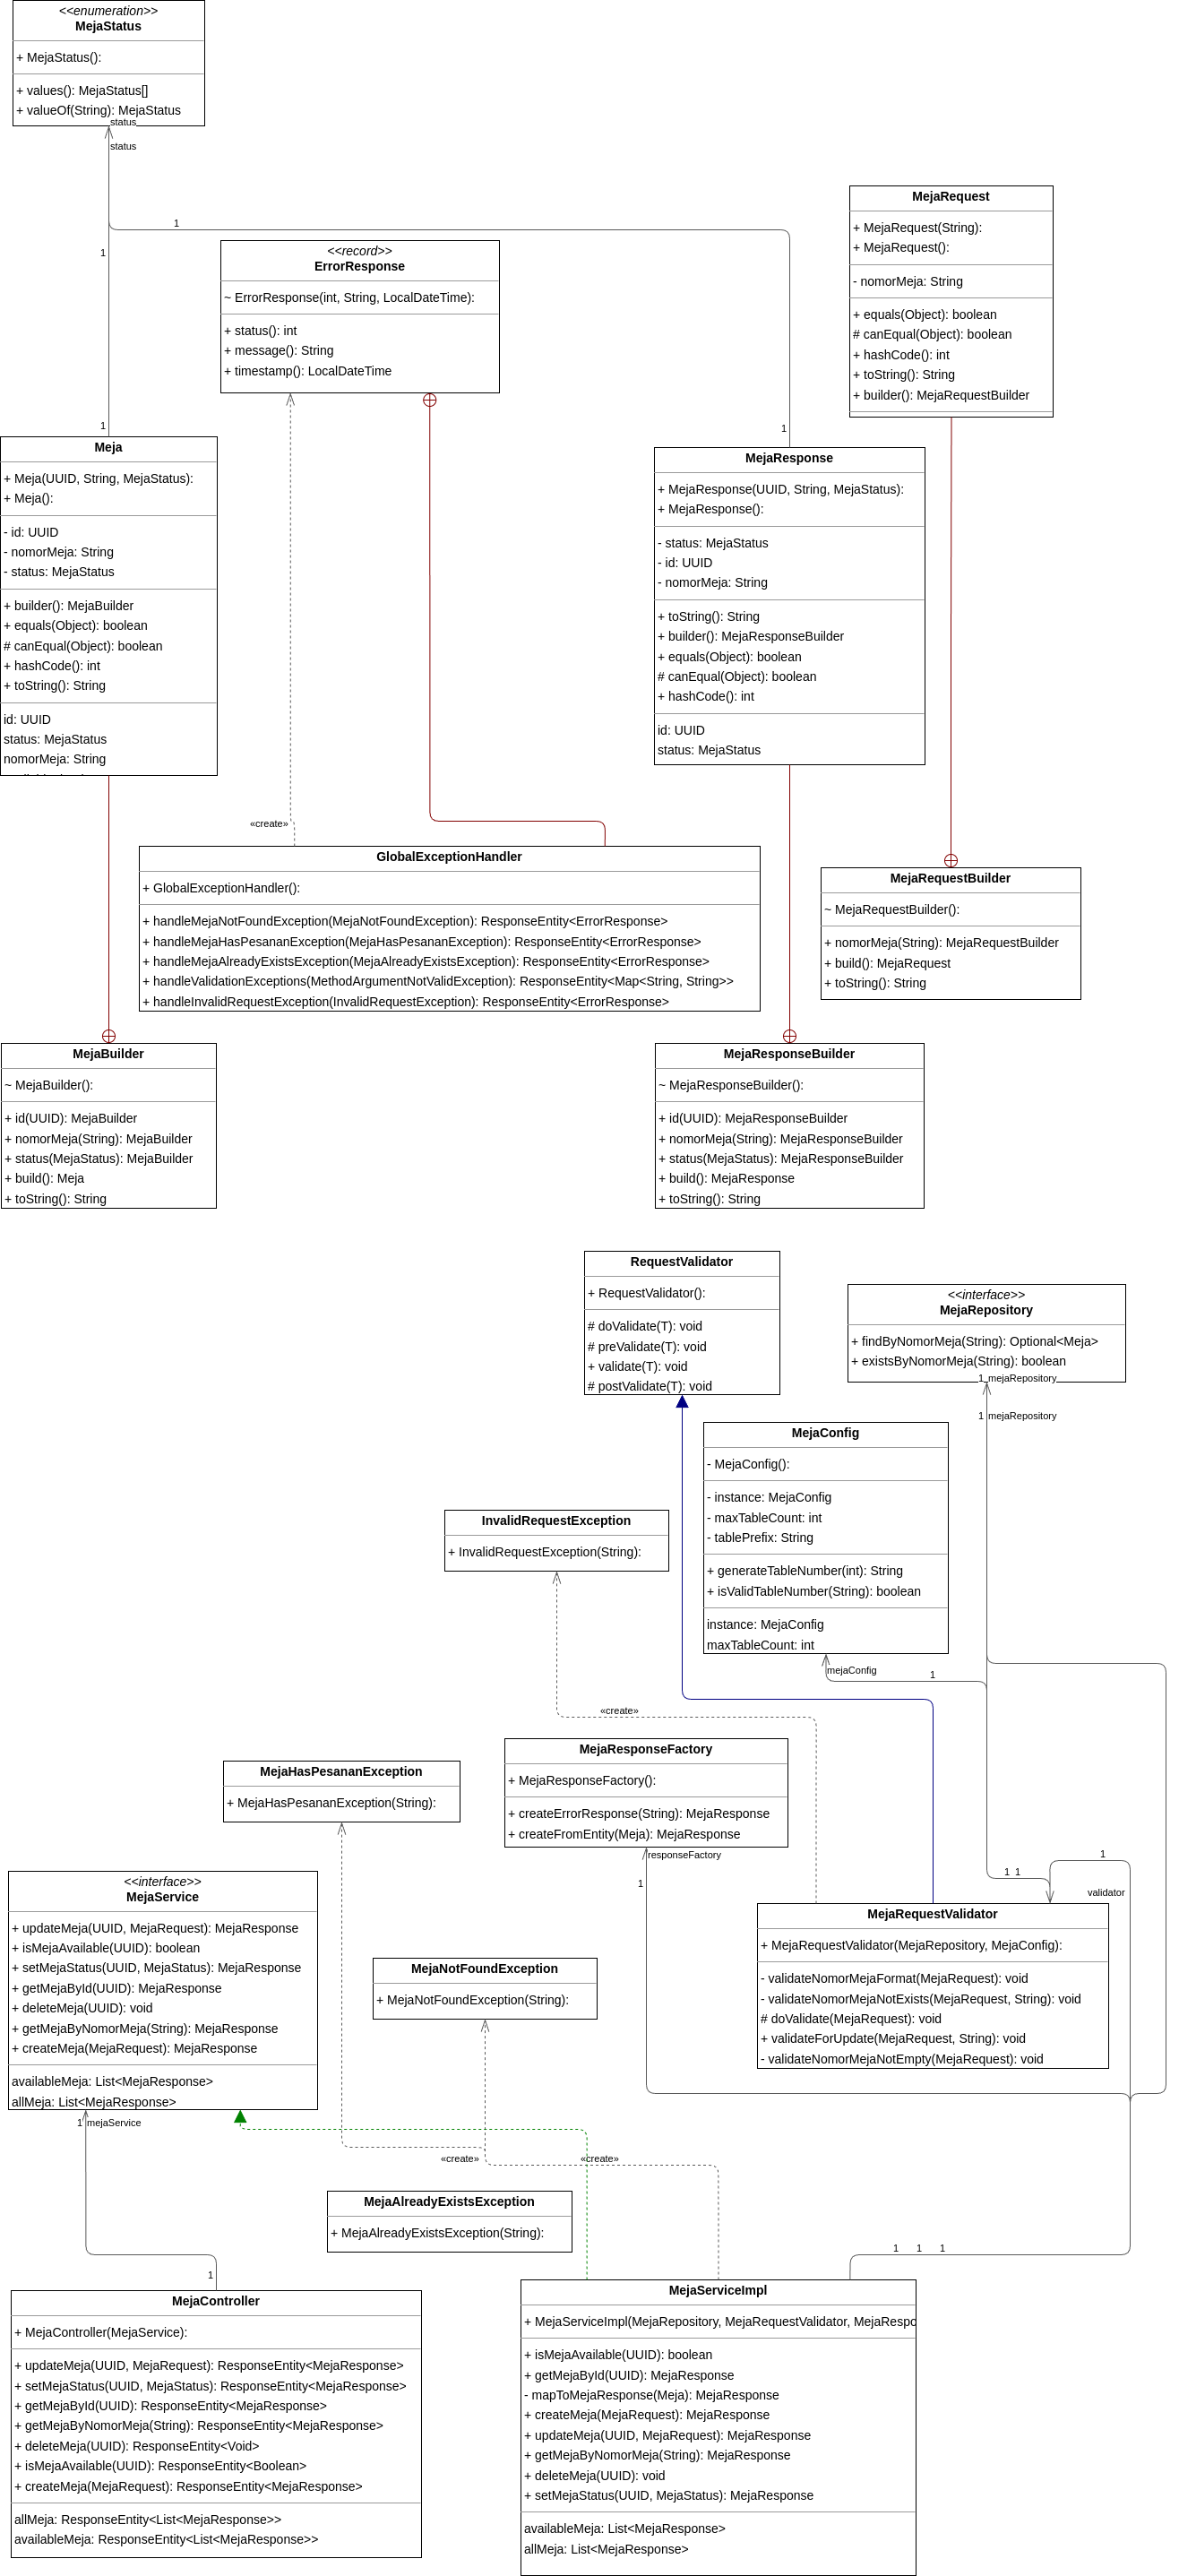 <<enumeration>>
MejaStatus
+ MejaStatus():
+ values(): MejaStatus[]
+ valueOf(String): MejaStatus
status
status
1
1
1
1
<<record>>
ErrorResponse
~ ErrorResponse(int, String, LocalDateTime):
+ status(): int
+ message(): String
+ timestamp(): LocalDateTime
MejaRequest
+ MejaRequest(String):
+ MejaRequest():
- nomorMeja: String
+ equals(Object): boolean
# canEqual(Object): boolean
+ hashCode(): int
+ toString(): String
+ builder(): MejaRequestBuilder
Meja
+ Meja(UUID, String, MejaStatus):
+ Meja():
- id: UUID
- nomorMeja: String
- status: MejaStatus
+ builder(): MejaBuilder
+ equals(Object): boolean
# canEqual(Object): boolean
+ hashCode(): int
+ toString(): String
id: UUID
status: MejaStatus
nomorMeja: String
MejaResponse
+ MejaResponse(UUID, String, MejaStatus):
+ MejaResponse():
- status: MejaStatus
- id: UUID
- nomorMeja: String
+ toString(): String
+ builder(): MejaResponseBuilder
+ equals(Object): boolean
# canEqual(Object): boolean
+ hashCode(): int
id: UUID
status: MejaStatus
«create»
GlobalExceptionHandler
+ GlobalExceptionHandler():
+ handleMejaNotFoundException(MejaNotFoundException): ResponseEntity<ErrorResponse>
+ handleMejaHasPesananException(MejaHasPesananException): ResponseEntity<ErrorResponse>
+ handleMejaAlreadyExistsException(MejaAlreadyExistsException): ResponseEntity<ErrorResponse>
+ handleValidationExceptions(MethodArgumentNotValidException): ResponseEntity<Map<String, String>>
+ handleInvalidRequestException(InvalidRequestException): ResponseEntity<ErrorResponse>
MejaRequestBuilder
~ MejaRequestBuilder():
+ nomorMeja(String): MejaRequestBuilder
+ build(): MejaRequest
+ toString(): String
MejaBuilder
~ MejaBuilder():
+ id(UUID): MejaBuilder
+ nomorMeja(String): MejaBuilder
+ status(MejaStatus): MejaBuilder
+ build(): Meja
+ toString(): String
MejaResponseBuilder
~ MejaResponseBuilder():
+ id(UUID): MejaResponseBuilder
+ nomorMeja(String): MejaResponseBuilder
+ status(MejaStatus): MejaResponseBuilder
+ build(): MejaResponse
+ toString(): String
RequestValidator
+ RequestValidator():
# doValidate(T): void
# preValidate(T): void
+ validate(T): void
# postValidate(T): void
<<interface>>
MejaRepository
+ findByNomorMeja(String): Optional<Meja>
+ existsByNomorMeja(String): boolean
1 mejaRepository
1 mejaRepository
MejaConfig
- MejaConfig():
- instance: MejaConfig
- maxTableCount: int
- tablePrefix: String
+ generateTableNumber(int): String
+ isValidTableNumber(String): boolean
instance: MejaConfig
maxTableCount: int
mejaConfig
1
InvalidRequestException
+ InvalidRequestException(String):
«create»
MejaResponseFactory
+ MejaResponseFactory():
+ createErrorResponse(String): MejaResponse
+ createFromEntity(Meja): MejaResponse
responseFactory
1
MejaHasPesananException
+ MejaHasPesananException(String):
1 1
1
validator
<<interface>>
MejaService
+ updateMeja(UUID, MejaRequest): MejaResponse
+ isMejaAvailable(UUID): boolean
+ setMejaStatus(UUID, MejaStatus): MejaResponse
+ getMejaById(UUID): MejaResponse
+ deleteMeja(UUID): void
+ getMejaByNomorMeja(String): MejaResponse
+ createMeja(MejaRequest): MejaResponse
availableMeja: List<MejaResponse>
allMeja: List<MejaResponse>
1 mejaService
MejaRequestValidator
+ MejaRequestValidator(MejaRepository, MejaConfig):
- validateNomorMejaFormat(MejaRequest): void
- validateNomorMejaNotExists(MejaRequest, String): void
# doValidate(MejaRequest): void
+ validateForUpdate(MejaRequest, String): void
- validateNomorMejaNotEmpty(MejaRequest): void
MejaNotFoundException
+ MejaNotFoundException(String):
«create»
«create»
MejaAlreadyExistsException
+ MejaAlreadyExistsException(String):
1 1 1
1
MejaController
+ MejaController(MejaService):
+ updateMeja(UUID, MejaRequest): ResponseEntity<MejaResponse>
+ setMejaStatus(UUID, MejaStatus): ResponseEntity<MejaResponse>
+ getMejaById(UUID): ResponseEntity<MejaResponse>
+ getMejaByNomorMeja(String): ResponseEntity<MejaResponse>
+ deleteMeja(UUID): ResponseEntity<Void>
+ isMejaAvailable(UUID): ResponseEntity<Boolean>
+ createMeja(MejaRequest): ResponseEntity<MejaResponse>
allMeja: ResponseEntity<List<MejaResponse>>
availableMeja: ResponseEntity<List<MejaResponse>>
MejaServiceImpl
+ MejaServiceImpl(MejaRepository, MejaRequestValidator, MejaRespo
+ isMejaAvailable(UUID): boolean
+ getMejaById(UUID): MejaResponse
- mapToMejaResponse(Meja): MejaResponse
+ createMeja(MejaRequest): MejaResponse
+ updateMeja(UUID, MejaRequest): MejaResponse
+ getMejaByNomorMeja(String): MejaResponse
+ deleteMeja(UUID): void
+ setMejaStatus(UUID, MejaStatus): MejaResponse
availableMeja: List<MejaResponse>
allMeja: List<MejaResponse>